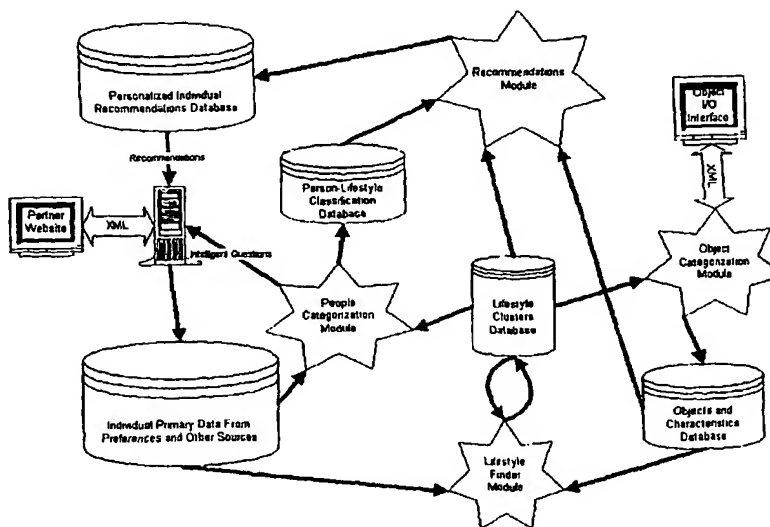 Personalized Individual
Recommendations Database
Recommendations
Module
Object
I/O
Interface
Recommendations
XML
Person-Lifestyle
Classification
Database
Partner
Website
XML
Intelligent Questions
Object
Categorization
Module
People
Categorization
Module
Lifestyle
Clusters
Database
Individual Primary Data From
Preferences and Other Sources
Objects and
Characteristics
Database
Lifestyle
Finder
Module